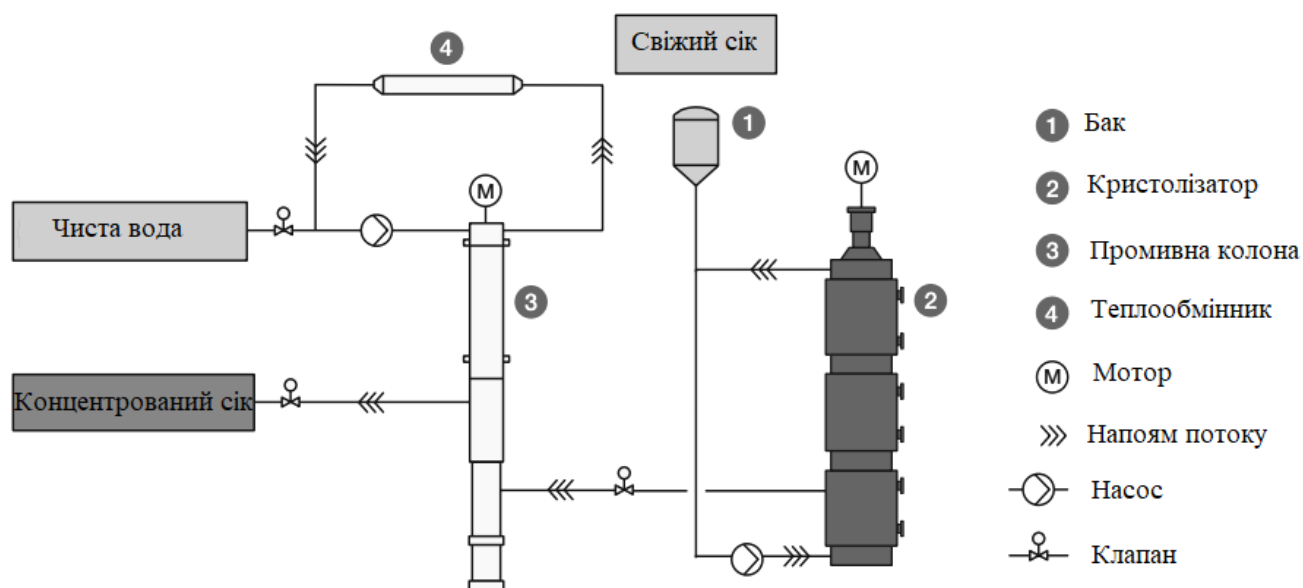 Свіжий сік
4
1
1 Бак
M
2 Кристолізатор
M
Чиста вода
3 Промивна колона
3
2
4 Теплообмінник
M Мотор
Концентрований сік
Напоям потоку
Насос
Клапан